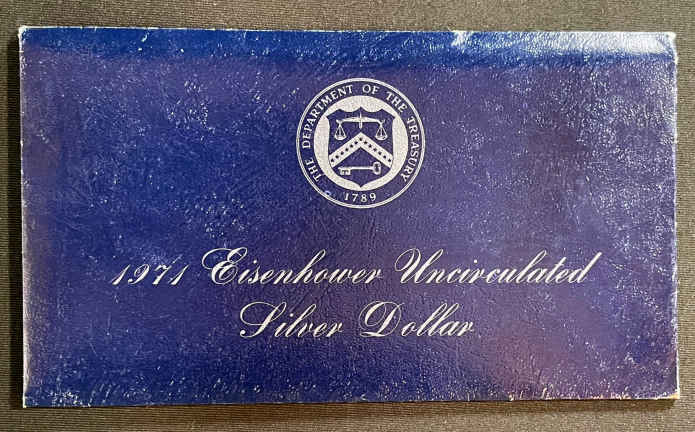 THE DEPARTMENT OF THE TREASURY
1789
1971 Eisenhower Uncirculated
Silver Dollar